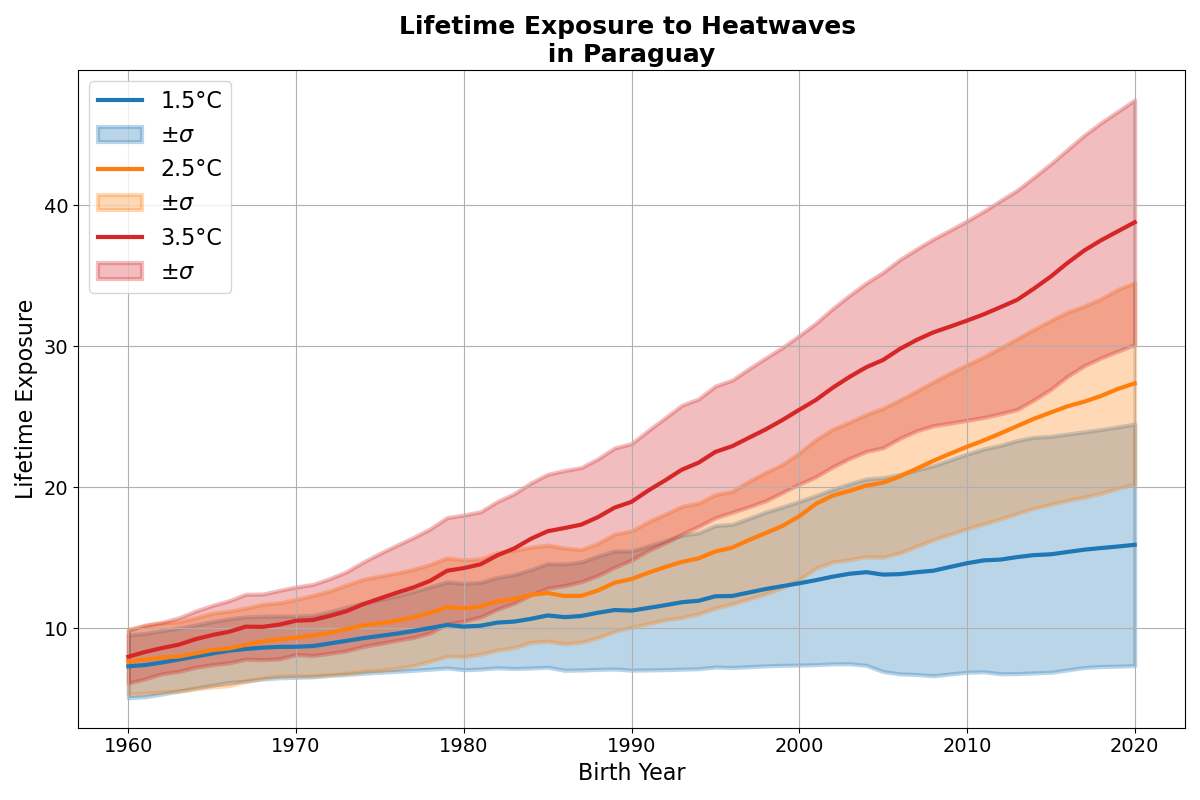 Lifetime Exposure to Heatwaves
in Paraguay
1.5°C
±σ
2.5°C
±σ
3.5°C
±σ
Lifetime Exposure
40
30
20
10
1960 1970 1980 1990 2000 2010 2020
Birth Year